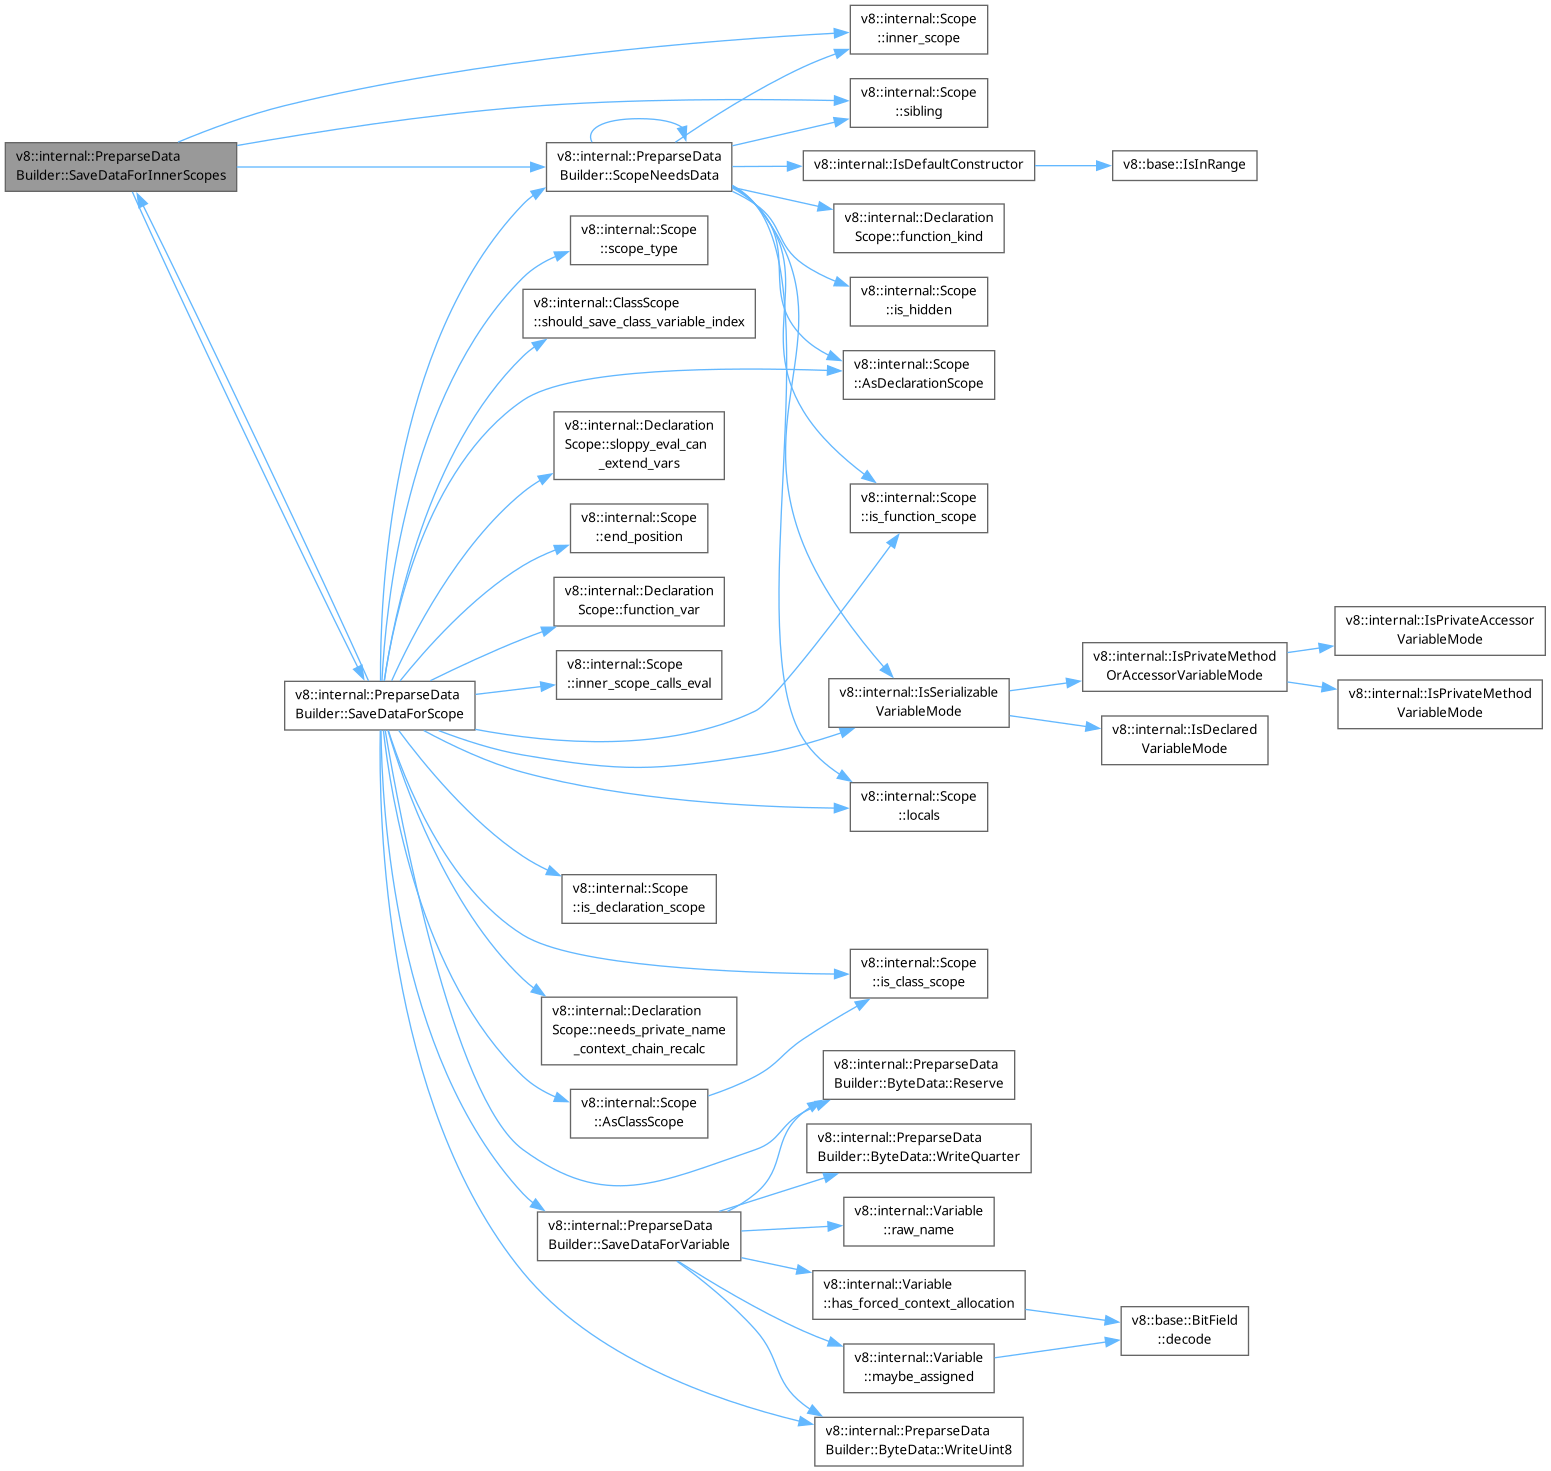 v8::internal::Scope
::inner_scope
v8::internal::Scope
::sibling
v8::internal::PreparseData
Builder::SaveDataForInnerScopes
v8::internal::PreparseData
Builder::ScopeNeedsData
v8::internal::IsDefaultConstructor
v8::base::IsInRange
v8::internal::Declaration
Scope::function_kind
v8::internal::Scope
::scope_type
v8::internal::Scope
::is_hidden
v8::internal::ClassScope
::should_save_class_variable_index
v8::internal::Scope
::AsDeclarationScope
v8::internal::Declaration
Scope::sloppy_eval_can
_extend_vars
v8::internal::Scope
::is_function_scope
v8::internal::Scope
::end_position
v8::internal::Declaration
Scope::function_var
v8::internal::IsPrivateAccessor
VariableMode
v8::internal::Scope
::inner_scope_calls_eval
v8::internal::IsPrivateMethod
OrAccessorVariableMode
v8::internal::PreparseData
Builder::SaveDataForScope
v8::internal::IsSerializable
VariableMode
v8::internal::IsPrivateMethod
VariableMode
v8::internal::IsDeclared
VariableMode
v8::internal::Scope
::locals
v8::internal::Scope
::is_declaration_scope
v8::internal::Scope
::is_class_scope
v8::internal::Declaration
Scope::needs_private_name
_context_chain_recalc
v8::internal::PreparseData
Builder::ByteData::Reserve
v8::internal::Scope
::AsClassScope
v8::internal::PreparseData
Builder::ByteData::WriteQuarter
v8::internal::PreparseData
Builder::SaveDataForVariable
v8::internal::Variable
::raw_name
v8::internal::Variable
::has_forced_context_allocation
v8::base::BitField
::decode
v8::internal::Variable
::maybe_assigned
v8::internal::PreparseData
Builder::ByteData::WriteUint8